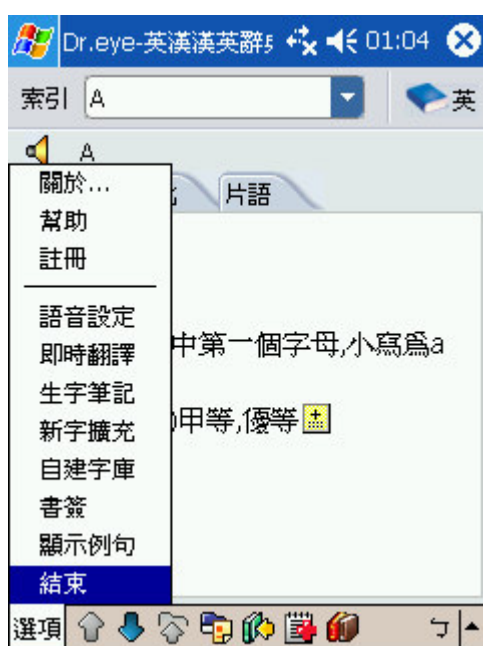 Dr.eye-英漢漢英辭 01:04
索引 A 英
A
片語
關於...
幫助
註冊
語音設定
即時翻譯
中第一個字母,小寫爲a
生字筆記
新字擴充
甲等,優等
自建字庫
書簽
顯示例句
結束
選項 ㄅ